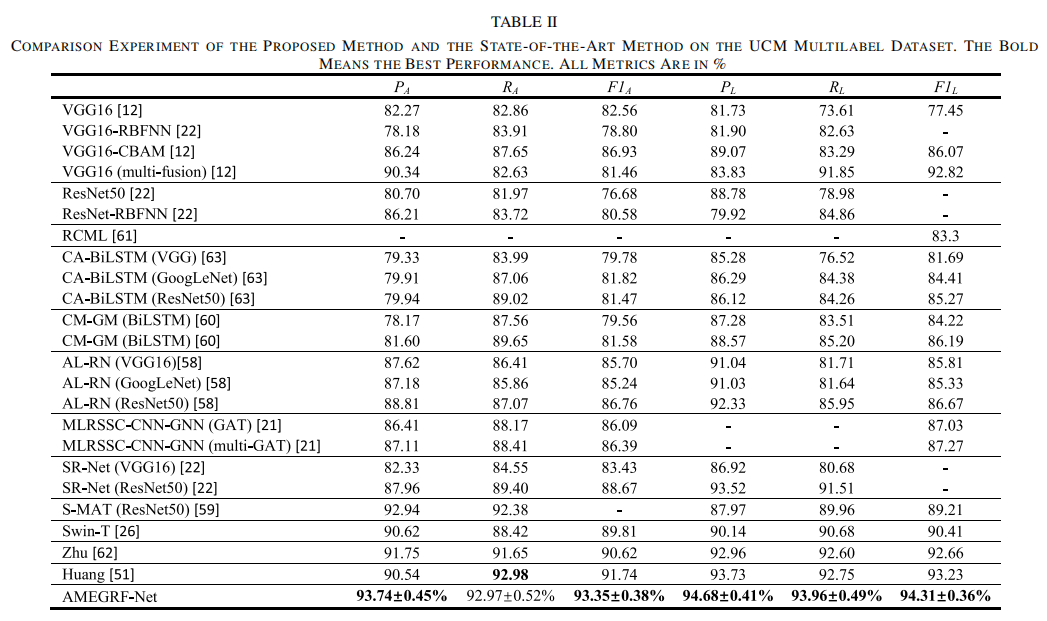 TABLE II
COMPARISON EXPERIMENT OF THE PROPOSED METHOD AND THE STATE-OF-THE-ART METHOD ON THE UCM MULTILABEL DATASET. THE BOLD
MEANS THE BEST PERFORMANCE. ALL METRICS ARE IN %
P_A R_A F1_A P_L R_L F1_L
VGG16 [12] 82.27 82.86 82.56 81.73 73.61 77.45
VGG16-RBFNN [22] 78.18 83.91 78.80 81.90 82.63 -
VGG16-CBAM [12] 86.24 87.65 86.93 89.07 83.29 86.07
VGG16 (multi-fusion) [12] 90.34 82.63 81.46 83.83 91.85 92.82
ResNet50 [22] 80.70 81.97 76.68 88.78 78.98 -
ResNet-RBFNN [22] 86.21 83.72 80.58 79.92 84.86 -
RCML [61] - - - - - 83.3
CA-BiLSTM (VGG) [63] 79.33 83.99 79.78 85.28 76.52 81.69
CA-BiLSTM (GoogLeNet) [63] 79.91 87.06 81.82 86.29 84.38 84.41
CA-BiLSTM (ResNet50) [63] 79.94 89.02 81.47 86.12 84.26 85.27
CM-GM (BiLSTM) [60] 78.17 87.56 79.56 87.28 83.51 84.22
CM-GM (BiLSTM) [60] 81.60 89.65 81.58 88.57 85.20 86.19
AL-RN (VGG16)[58] 87.62 86.41 85.70 91.04 81.71 85.81
AL-RN (GoogLeNet) [58] 87.18 85.86 85.24 91.03 81.64 85.33
AL-RN (ResNet50) [58] 88.81 87.07 86.76 92.33 85.95 86.67
MLRSSC-CNN-GNN (GAT) [21] 86.41 88.17 86.09 - - 87.03
MLRSSC-CNN-GNN (multi-GAT) [21] 87.11 88.41 86.39 - - 87.27
SR-Net (VGG16) [22] 82.33 84.55 83.43 86.92 80.68 -
SR-Net (ResNet50) [22] 87.96 89.40 88.67 93.52 91.51 -
S-MAT (ResNet50) [59] 92.94 92.38 - 87.97 89.96 89.21
Swin-T [26] 90.62 88.42 89.81 90.14 90.68 90.41
Zhu [62] 91.75 91.65 90.62 92.96 92.60 92.66
Huang [51] 90.54 92.98 91.74 93.73 92.75 93.23
AMEGRF-Net 93.74±0.45% 92.97±0.52% 93.35±0.38% 94.68±0.41% 93.96±0.49% 94.31±0.36%